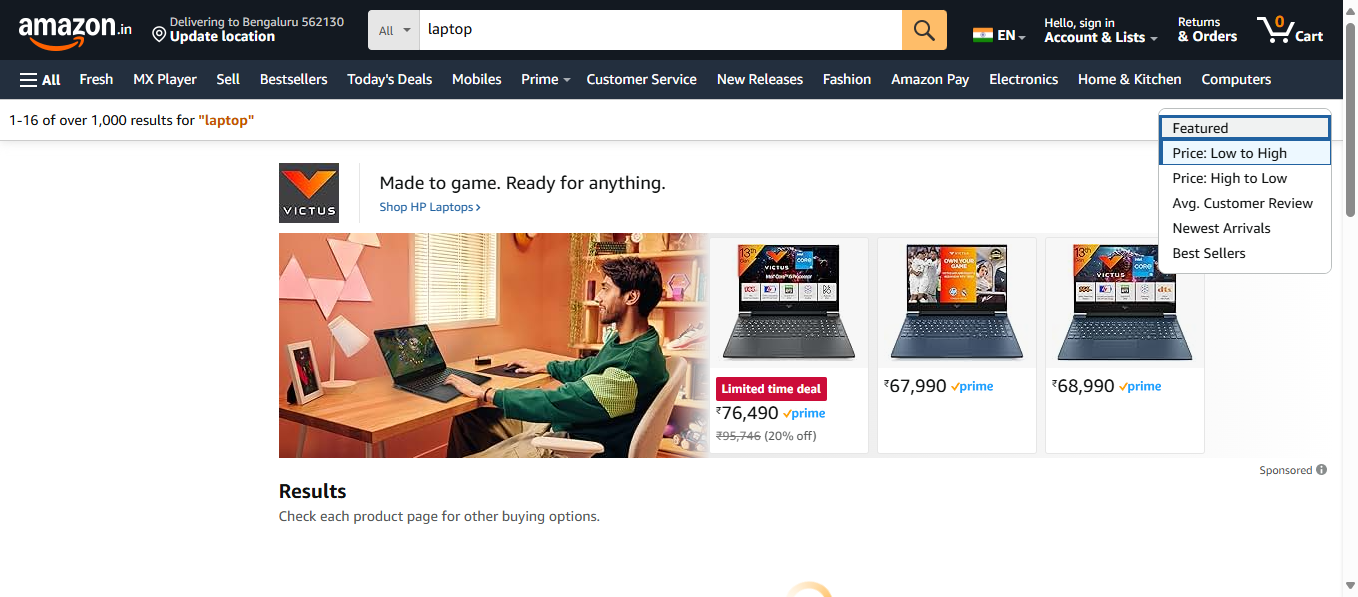 amazon.in
Delivering to Bengaluru 562130
Update location
All
laptop
EN
Hello, sign in
Account & Lists
Returns
& Orders
0
Cart
All
Fresh
MX Player
Sell
Bestsellers
Today's Deals
Mobiles
Prime
Customer Service
New Releases
Fashion
Amazon Pay
Electronics
Home & Kitchen
Computers
1-16 of over 1,000 results for "laptop"
Featured
Price: Low to High
Price: High to Low
Avg. Customer Review
Newest Arrivals
Best Sellers
VICTUS
Made to game. Ready for anything.
Shop HP Laptops ›
13th
VICTUS
intel
CORE
OWN YOUR
GAME
13th
VICTUS
intel
CORE
dts
Limited time deal
₹76,490 prime
₹95,746 (20% off)
₹67,990 prime
₹68,990 prime
Sponsored
Results
Check each product page for other buying options.